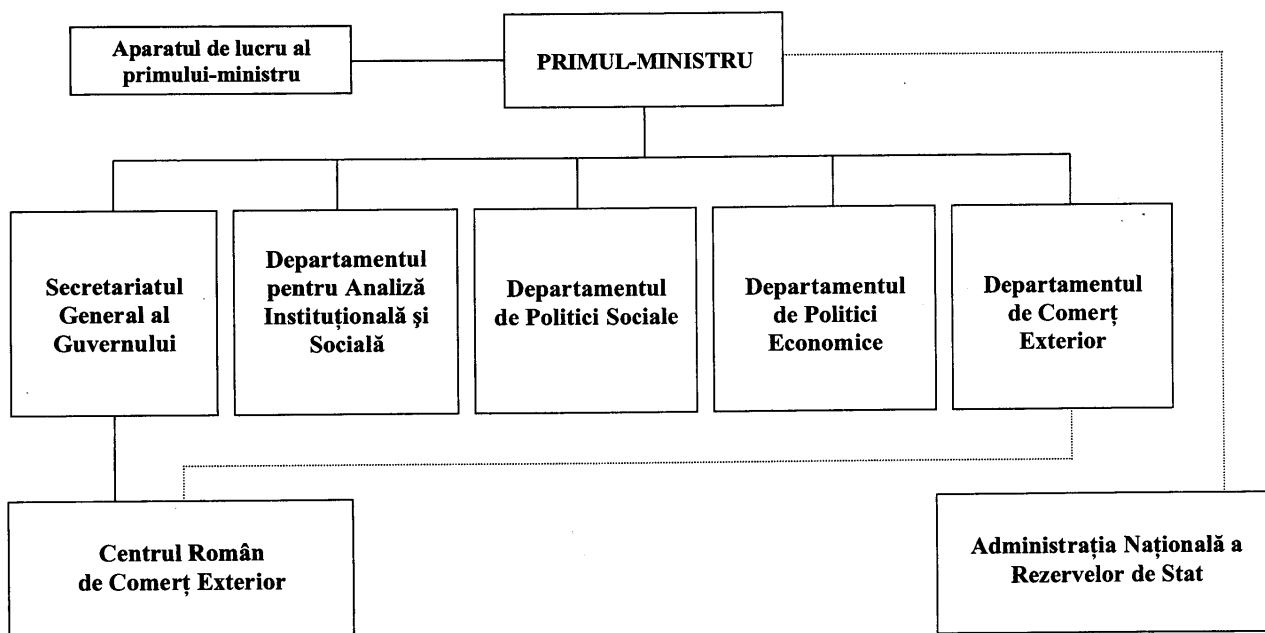 Aparatul de lucru al
primului-ministru
PRIMUL-MINISTRU
Secretariatul
General al
Guvernului
Departamentul
pentru Analiză
Instituțională și
Socială
Departamentul
de Politici Sociale
Departamentul
de Politici
Economice
Departamentul
de Comerț
Exterior
Centrul Român
de Comerț Exterior
Administrația Națională a
Rezervelor de Stat